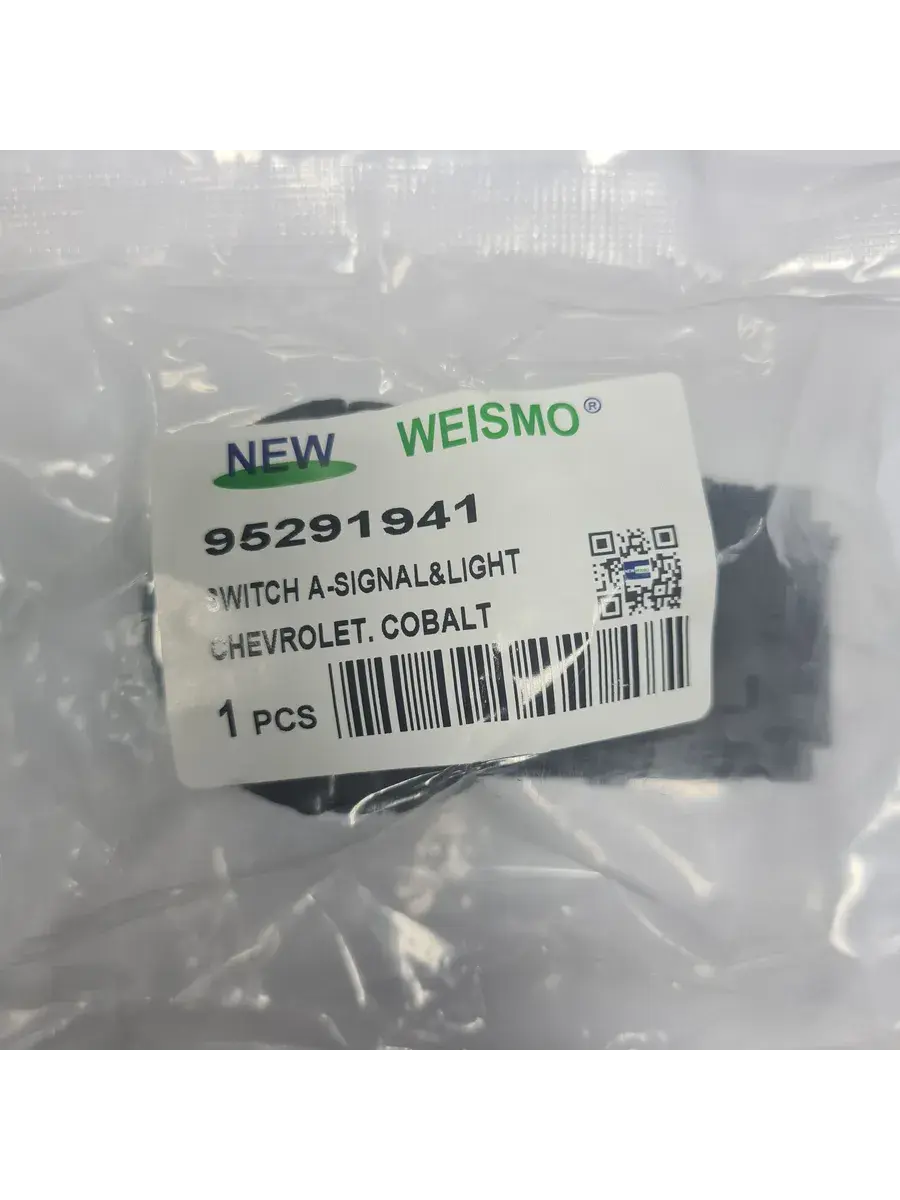 NEW WEISMO®
95291941
SWITCH A-SIGNAL&LIGHT
CHEVROLET. COBALT
1 PCS